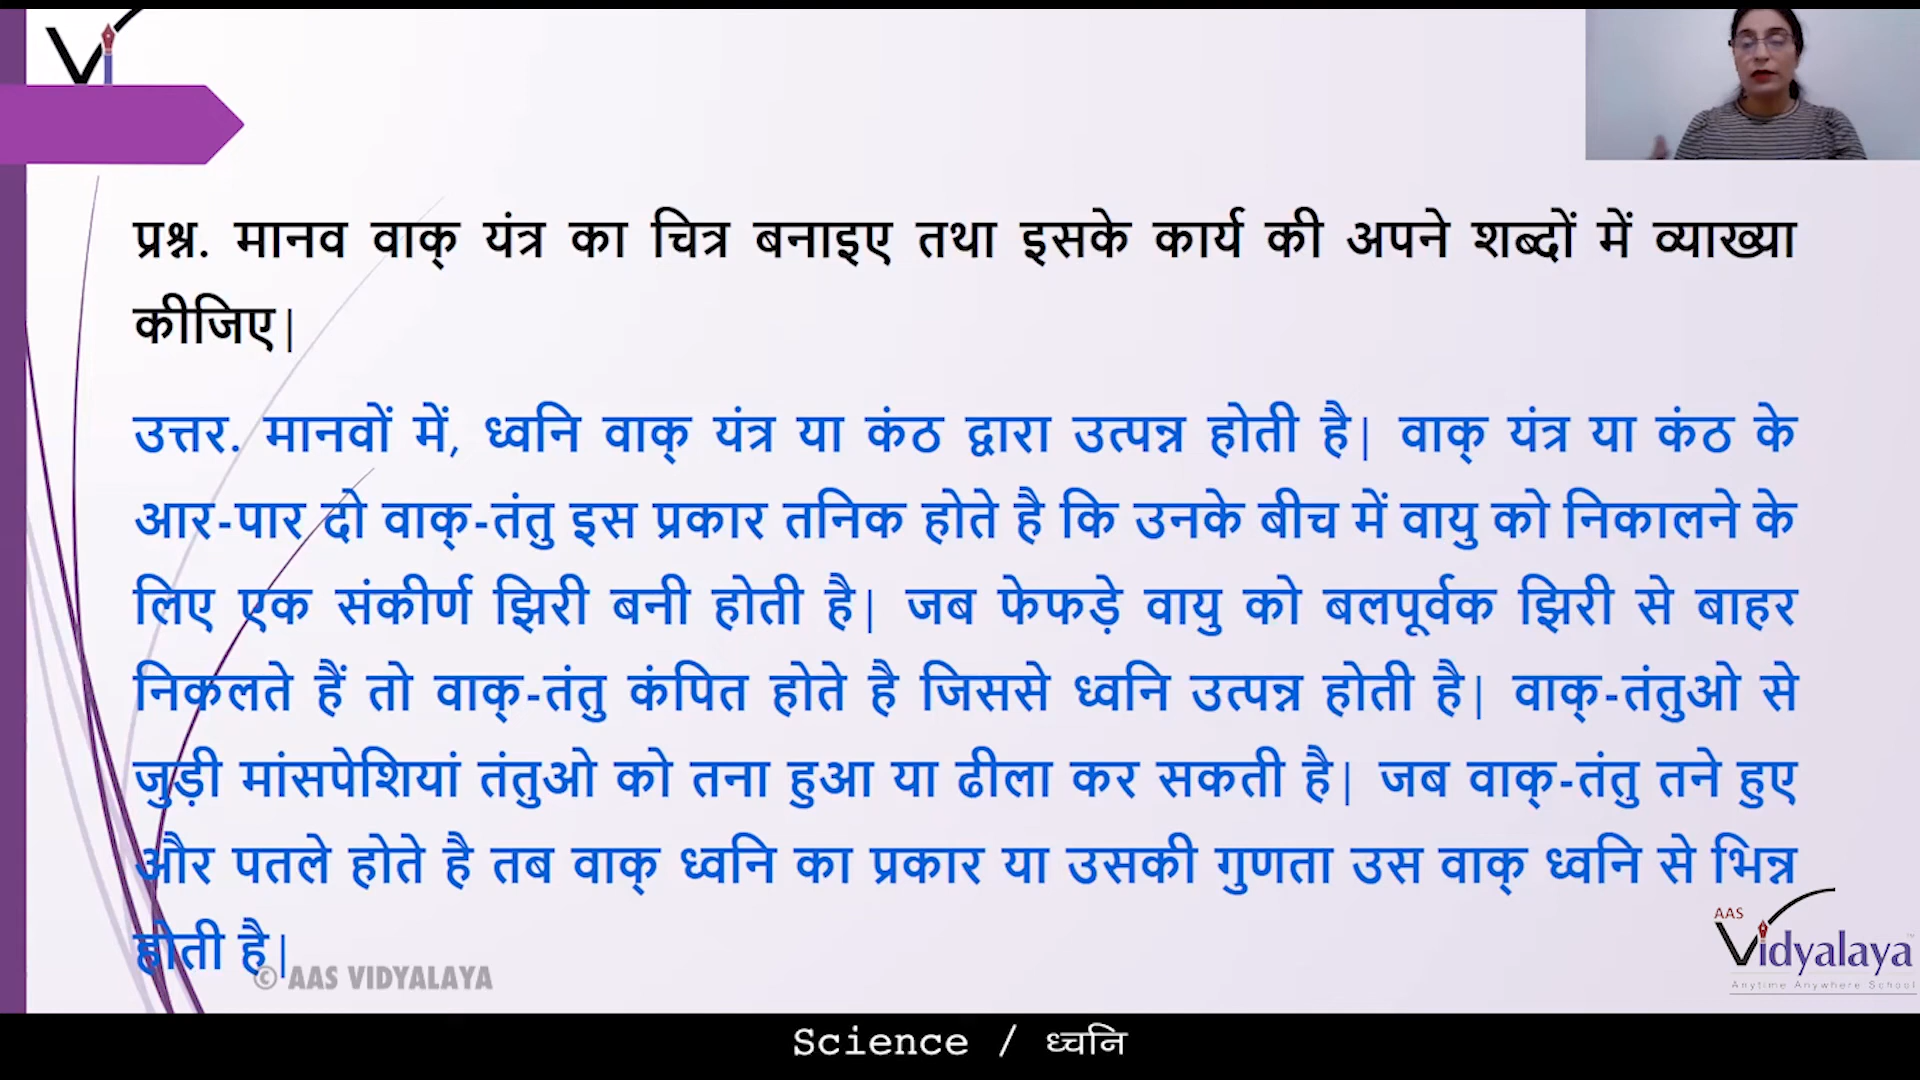 Vi
प्रश्न. मानव वाक् यंत्र का चित्र बनाइए तथा इसके कार्य की अपने शब्दों में व्याख्या
कीजिए|
उत्तर. मानवों में, ध्वनि वाक् यंत्र या कंठ द्वारा उत्पन्न होती है| वाक् यंत्र या कंठ के
आर-पार दो वाक्-तंतु इस प्रकार तनिक होते है कि उनके बीच में वायु को निकालने के
लिए एक संकीर्ण झिरी बनी होती है| जब फेफड़े वायु को बलपूर्वक झिरी से बाहर
निकलते हैं तो वाक्-तंतु कंपित होते है जिससे ध्वनि उत्पन्न होती है| वाक्-तंतुओ से
जुड़ी मांसपेशियां तंतुओ को तना हुआ या ढीला कर सकती है| जब वाक्-तंतु तने हुए
और पतले होते है तब वाक् ध्वनि का प्रकार या उसकी गुणता उस वाक् ध्वनि से भिन्न
होती है|
© AAS VIDYALAYA
AAS
Vidyalaya
Anytime Anywhere School
Science / ध्वनि